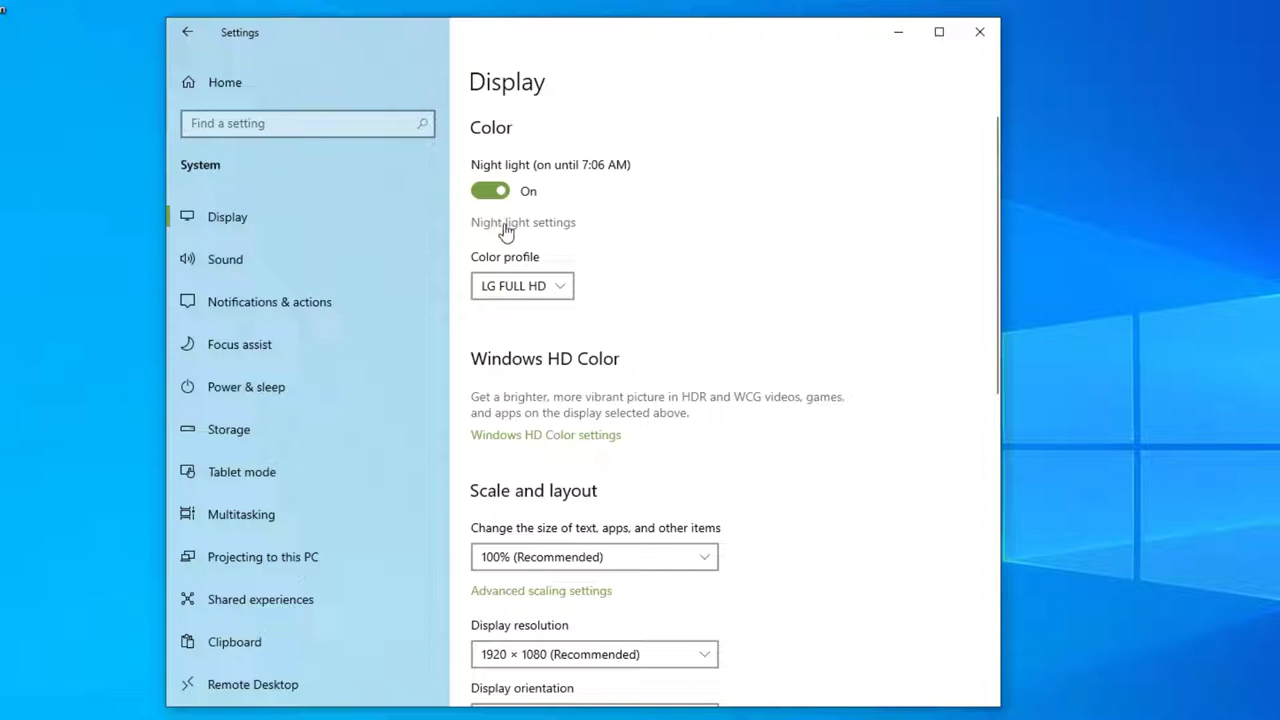 Settings
Home
Find a setting
System
Display
Sound
Notifications & actions
Focus assist
Power & sleep
Storage
Tablet mode
Multitasking
Projecting to this PC
Shared experiences
Clipboard
Remote Desktop
Display
Color
Night light (on until 7:06 AM)
On
Night light settings
Color profile
LG FULL HD
Windows HD Color
Get a brighter, more vibrant picture in HDR and WCG videos, games,
and apps on the display selected above.
Windows HD Color settings
Scale and layout
Change the size of text, apps, and other items
100% (Recommended)
Advanced scaling settings
Display resolution
1920 × 1080 (Recommended)
Display orientation